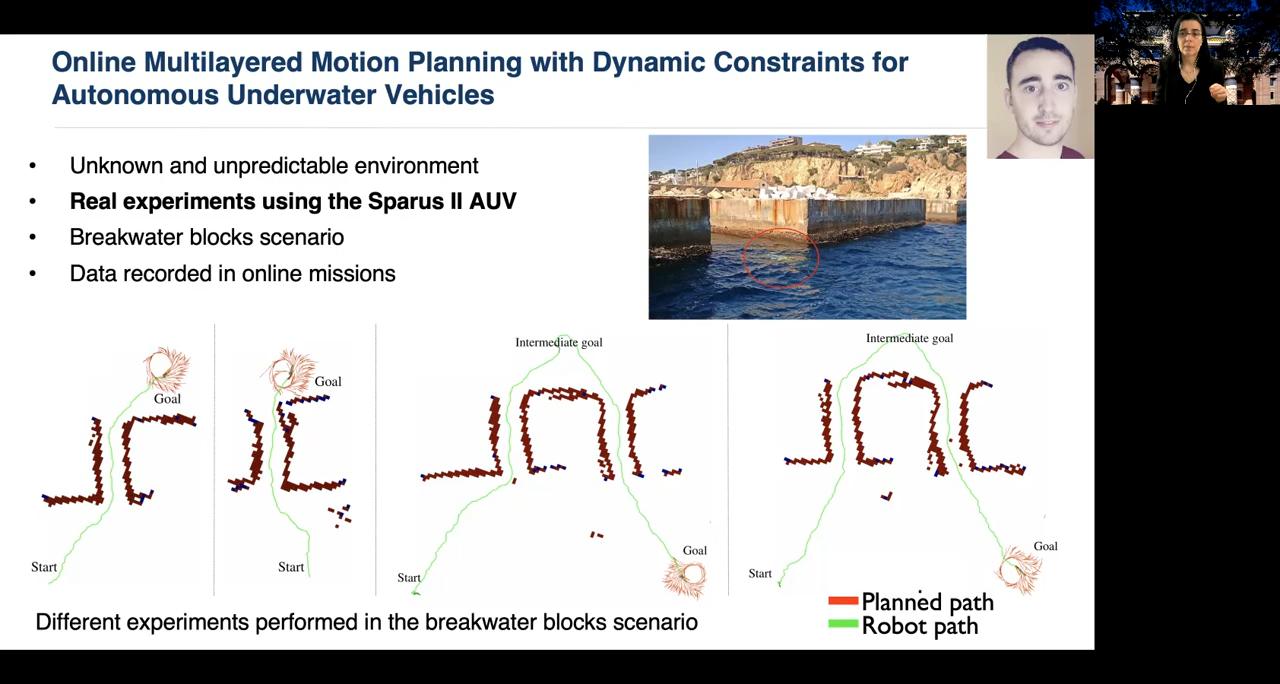 Online Multilayered Motion Planning with Dynamic Constraints for
Autonomous Underwater Vehicles
• Unknown and unpredictable environment
• Real experiments using the Sparus II AUV
• Breakwater blocks scenario
• Data recorded in online missions
Goal
Start
Goal
Start
Intermediate goal
Goal
Start
Intermediate goal
Goal
Start
Planned path
Robot path
Different experiments performed in the breakwater blocks scenario